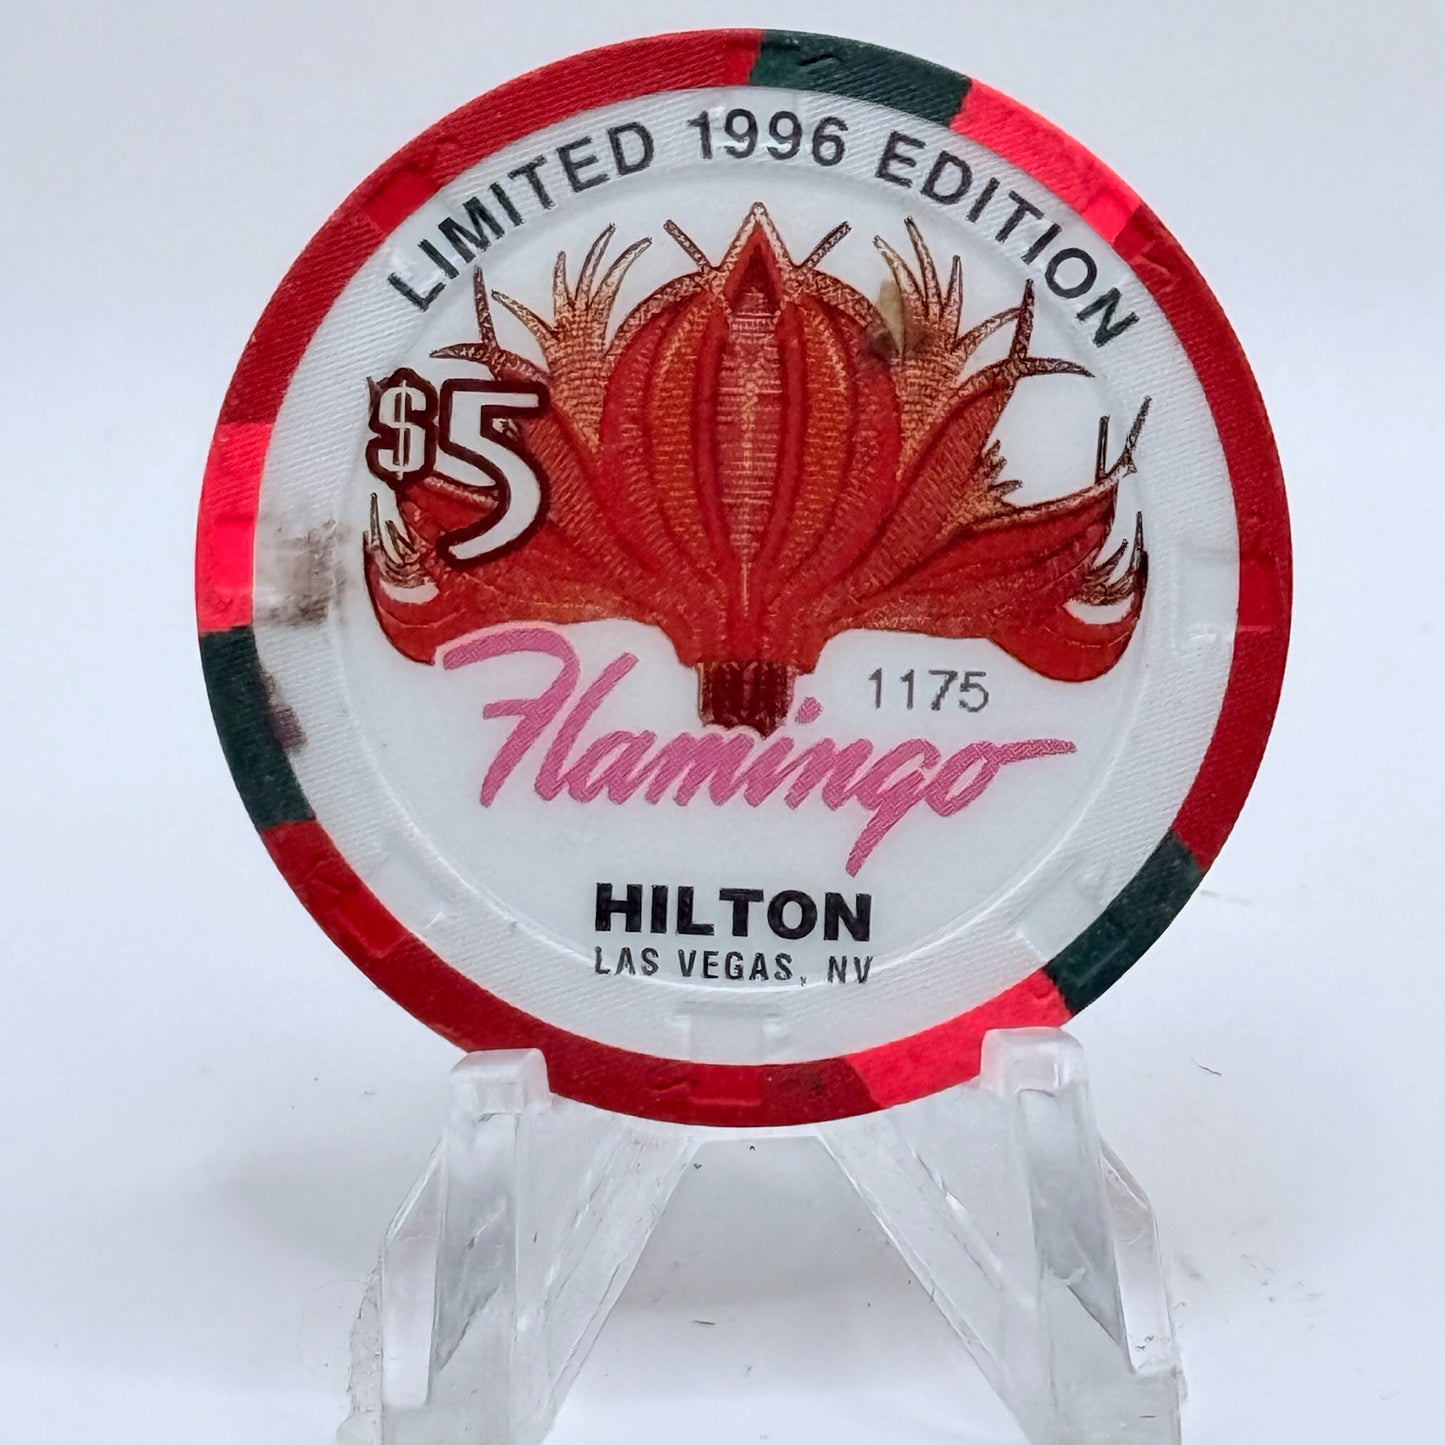 LIMITED 1996 EDITION
$5
1175
Flamingo
HILTON
LAS VEGAS, NV